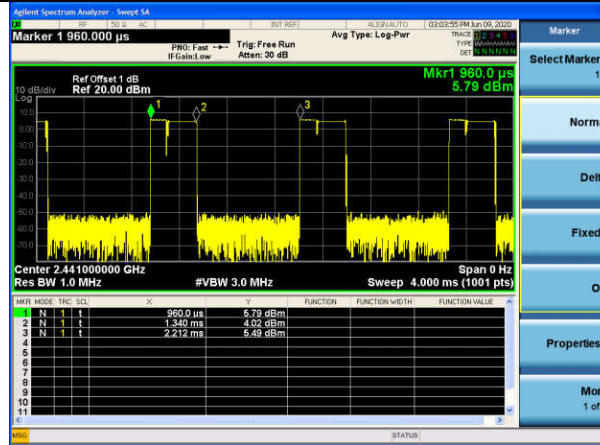 Agilent Spectrum Analyzer - Swept SA
RF 50 Ω AC INT REF ALIGNAUTO 03:03:55 PM Jun 09, 2020
Marker 1 960.000 μs
PNO: Fast
IFGain:Low
Trig: Free Run
Atten: 30 dB
Avg Type: Log-Pwr
TRACE 1 2 3 4 5 6
TYPE
DET N N N N N N
Marker
Select Marker
1
Norma
Delt
Fixed
O
Properties
Mor
1 of
Mkr1 960.0 μs
5.79 dBm
Ref Offset 1 dB
Ref 20.00 dBm
10 dB/div
Log
10.0
0.00
-10.0
-20.0
-30.0
-40.0
-50.0
-60.0
-70.0
1
2
3
Center 2.441000000 GHz
Span 0 Hz
Res BW 1.0 MHz
#VBW 3.0 MHz
Sweep 4.000 ms (1001 pts)
MKR MODE TRC SCL X Y FUNCTION FUNCTION WIDTH FUNCTION VALUE
1 N 1 t 960.0 μs 5.79 dBm
2 N 1 t 1.340 ms 4.02 dBm
3 N 1 t 2.212 ms 5.49 dBm
4
5
6
7
8
9
10
11
MSG
STATUS